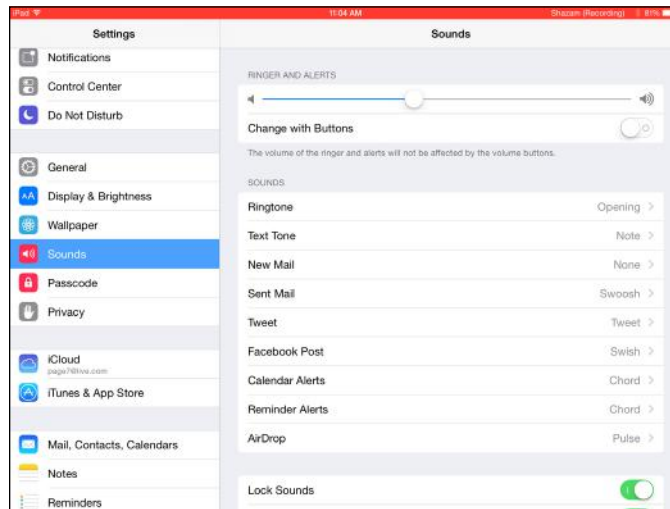 iPad 11:04 AM Shazam (Recording) 81%
Settings
Notifications
Control Center
Do Not Disturb
General
Display & Brightness
AA
Wallpaper
Sounds
Passcode
Privacy
iCloud
page7@live.com
iTunes & App Store
Mail, Contacts, Calendars
Notes
Reminders
Sounds
RINGER AND ALERTS
Change with Buttons
The volume of the ringer and alerts will not be affected by the volume buttons.
SOUNDS
Ringtone Opening >
Text Tone Note >
New Mail None >
Sent Mail Swoosh >
Tweet Tweet >
Facebook Post Swish >
Calendar Alerts Chord >
Reminder Alerts Chord >
AirDrop Pulse >
Lock Sounds